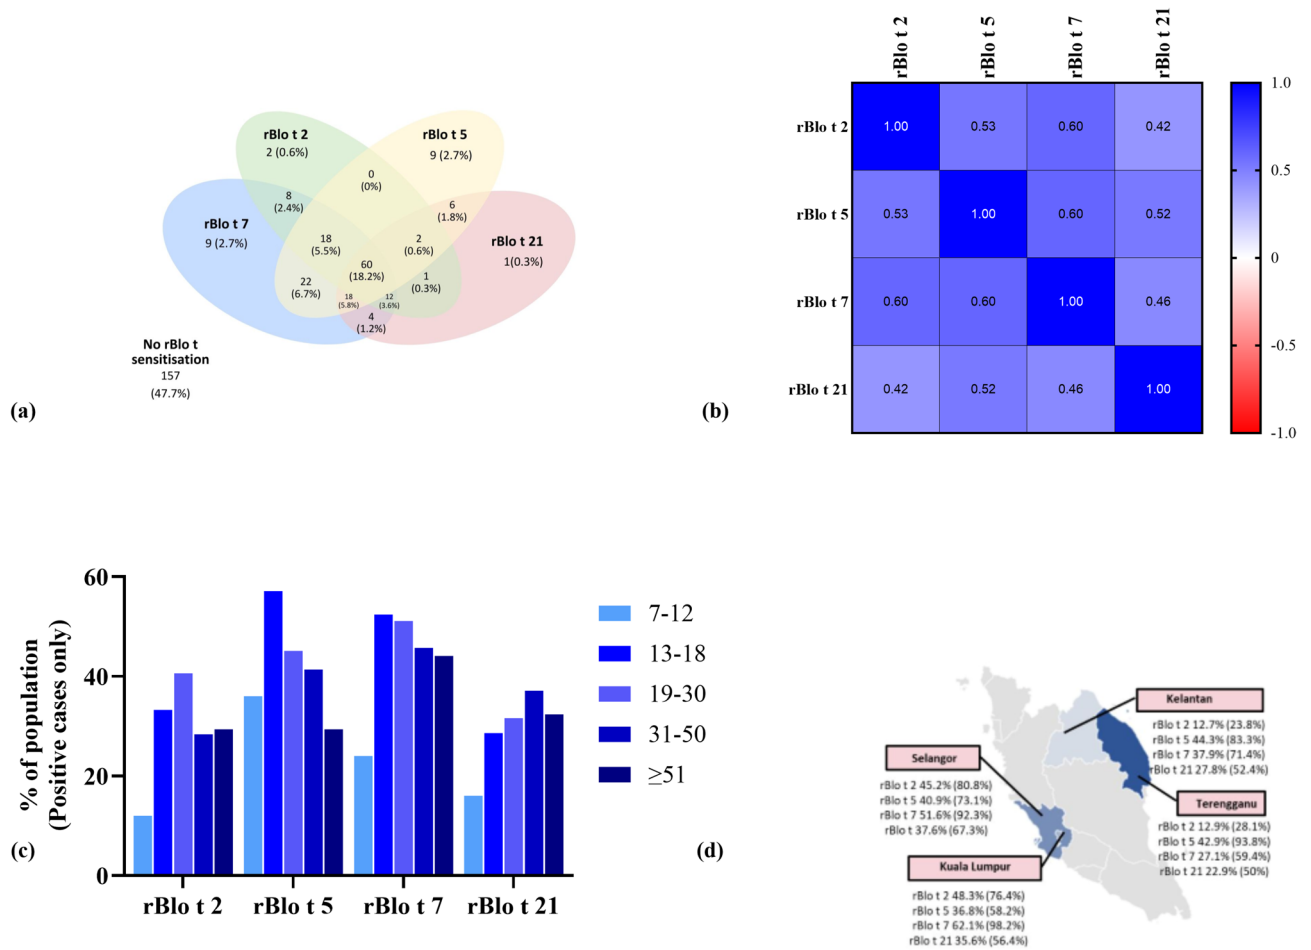 rBlo t 2
2 (0.6%)
rBlo t 5
9 (2.7%)
0
(0%)
8
(2.4%)
6
(1.8%)
rBlo t 7
9 (2.7%)
18
(5.5%)
2
(0.6%)
rBlo t 21
1(0.3%)
60
(18.2%)
22
(6.7%)
1
(0.3%)
18
(5.8%)
12
(3.6%)
4
(1.2%)
No rBlo t
sensitisation
157
(47.7%)
(a)
rBlo t 2
rBlo t 5
rBlo t 7
rBlo t 21
rBlo t 2
1.00
0.53
0.60
0.42
rBlo t 5
0.53
1.00
0.60
0.52
rBlo t 7
0.60
0.60
1.00
0.46
rBlo t 21
0.42
0.52
0.46
1.00
1.0
0.5
0
-0.5
-1.0
(b)
% of population
(Positive cases only)
60
40
20
0
rBlo t 2
rBlo t 5
rBlo t 7
rBlo t 21
7-12
13-18
19-30
31-50
≥51
(c)
Kelantan
rBlo t 2 12.7% (23.8%)
rBlo t 5 44.3% (83.3%)
rBlo t 7 37.9% (71.4%)
rBlo t 21 27.8% (52.4%)
Selangor
rBlo t 2 45.2% (80.8%)
rBlo t 5 40.9% (73.1%)
rBlo t 7 51.6% (92.3%)
rBlo t 37.6% (67.3%)
Terengganu
rBlo t 2 12.9% (28.1%)
rBlo t 5 42.9% (93.8%)
rBlo t 7 27.1% (59.4%)
rBlo t 21 22.9% (50%)
Kuala Lumpur
rBlo t 2 48.3% (76.4%)
rBlo t 5 36.8% (58.2%)
rBlo t 7 62.1% (98.2%)
rBlo t 21 35.6% (56.4%)
(d)